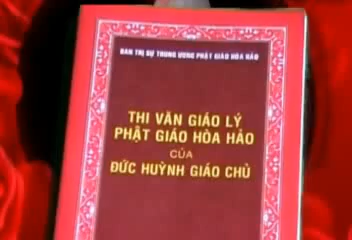 BAN TRỊ SỰ TRUNG ƯƠNG PHẬT GIÁO HÒA HẢO
THI VĂN GIÁO LÝ
PHẬT GIÁO HÒA HẢO
CỦA
ĐỨC HUỲNH GIÁO CHỦ